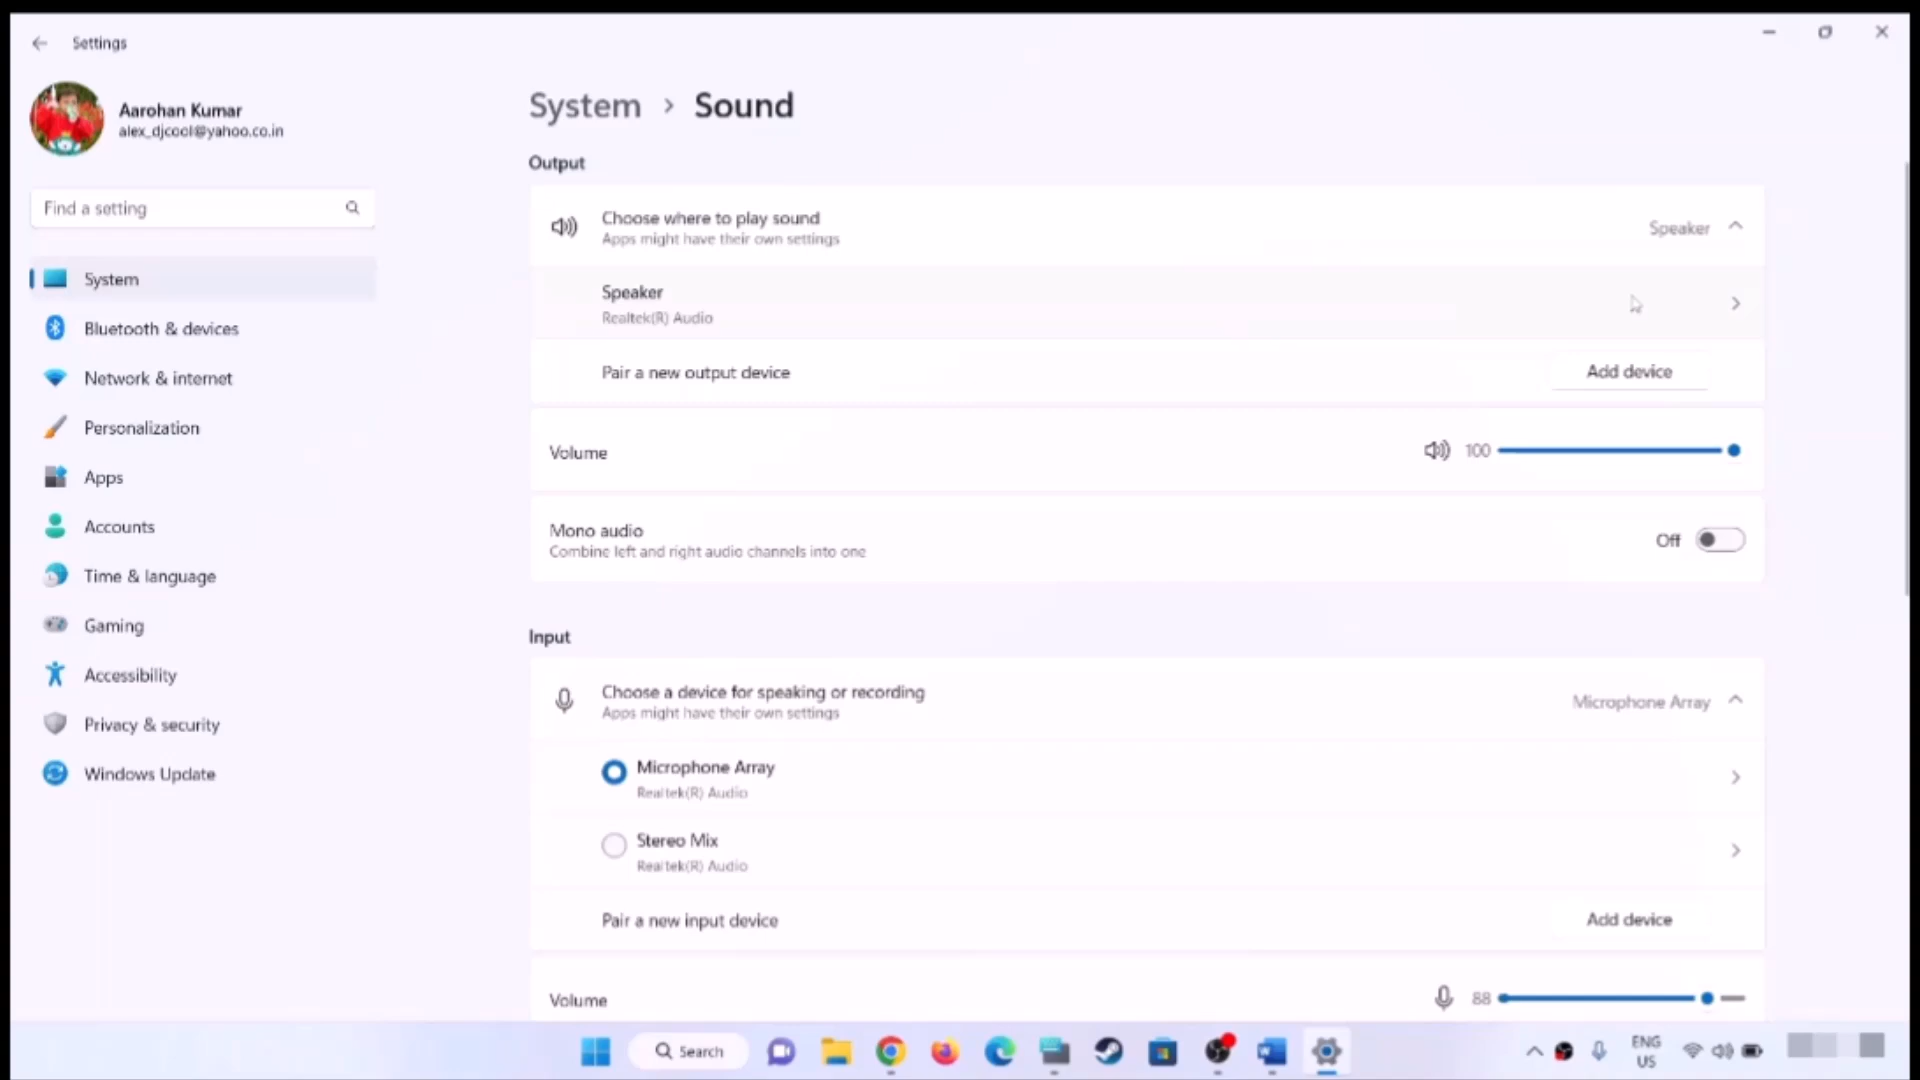 Settings
Aarohan Kumar
alex_djcool@yahoo.co.in
Find a setting
System
Bluetooth & devices
Network & internet
Personalization
Apps
Accounts
Time & language
Gaming
Accessibility
Privacy & security
Windows Update
System > Sound
Output
Choose where to play sound
Apps might have their own settings
Speaker
Speaker
Realtek(R) Audio
Pair a new output device
Add device
Volume
100
Mono audio
Combine left and right audio channels into one
Off
Input
Choose a device for speaking or recording
Apps might have their own settings
Microphone Array
Microphone Array
Realtek(R) Audio
Stereo Mix
Realtek(R) Audio
Pair a new input device
Add device
Volume
88
Search
ENG
US